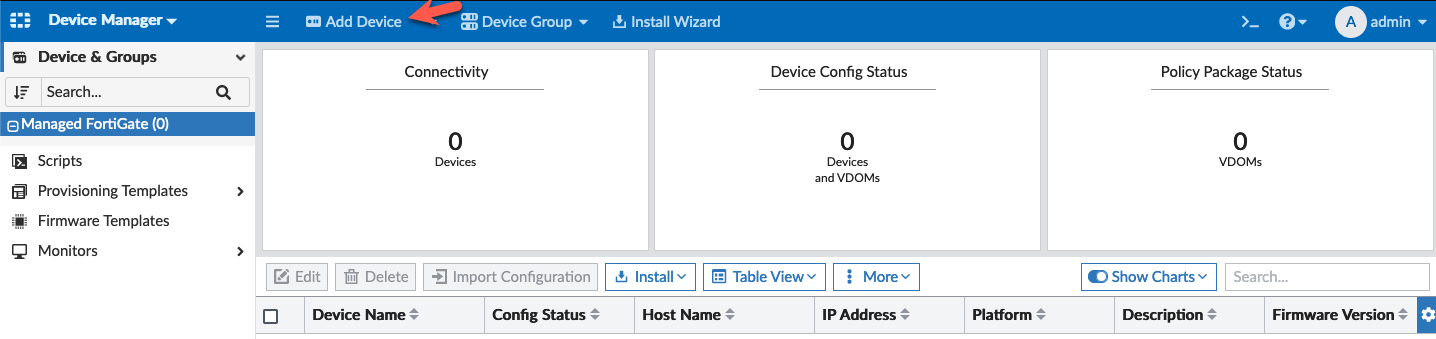 Device Manager
Add Device
Device Group
Install Wizard
A
admin
Device & Groups
Search...
Managed FortiGate (0)
Scripts
Provisioning Templates
Firmware Templates
Monitors
Connectivity
0
Devices
Device Config Status
0
Devices
and VDOMs
Policy Package Status
0
VDOMs
Edit
Delete
Import Configuration
Install
Table View
More
Show Charts
Search...
Device Name
Config Status
Host Name
IP Address
Platform
Description
Firmware Version